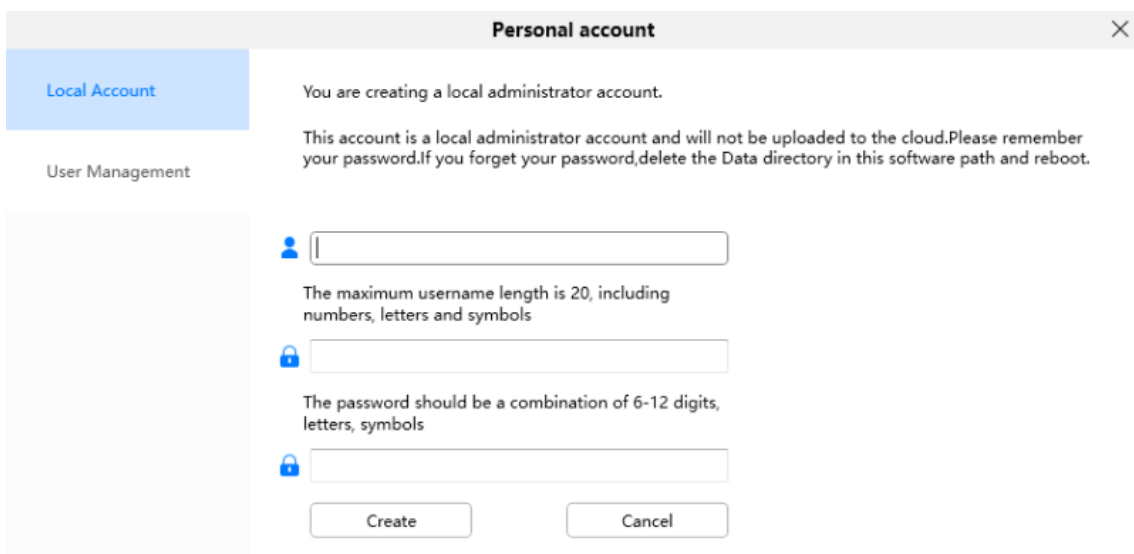 Personal account
Local Account
You are creating a local administrator account.
This account is a local administrator account and will not be uploaded to the cloud.Please remember
your password.If you forget your password,delete the Data directory in this software path and reboot.
User Management
The maximum username length is 20, including
numbers, letters and symbols
The password should be a combination of 6-12 digits,
letters, symbols
Create
Cancel